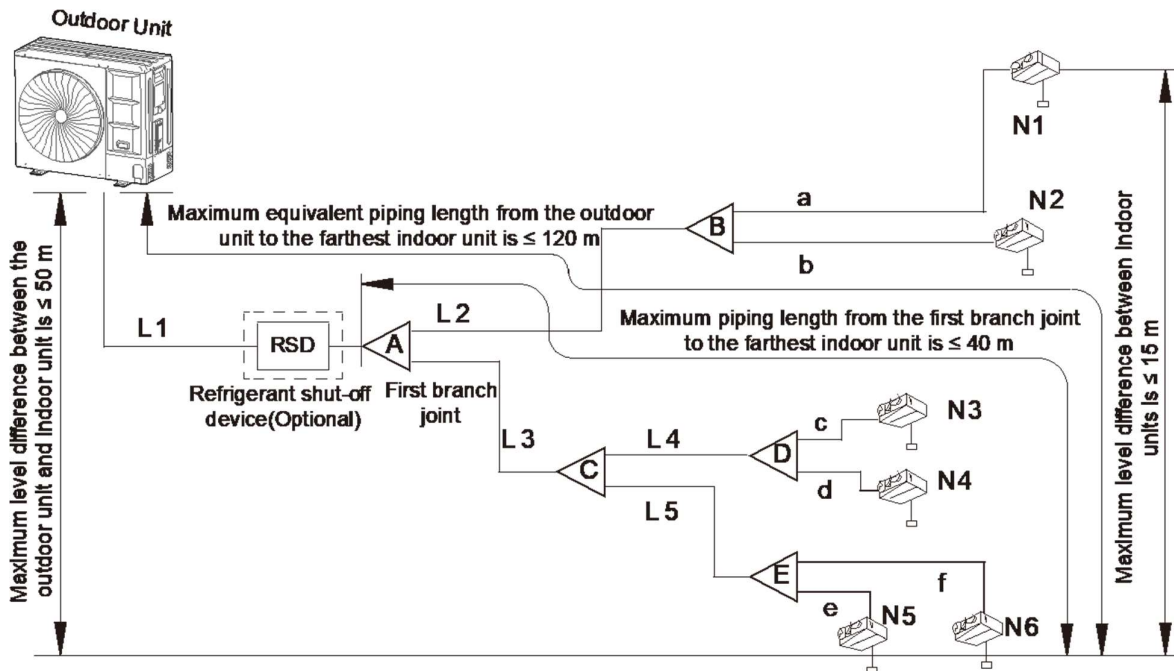 Outdoor Unit
N1
a
N2
Maximum equivalent piping length from the outdoor
unit to the farthest indoor unit is ≤ 120 m
B
b
Maximum level difference between the
outdoor unit and indoor unit is ≤ 50 m
L1
RSD
A
L2
Maximum piping length from the first branch joint
to the farthest indoor unit is ≤ 40 m
Refrigerant shut-off
device(Optional)
First branch
joint
L3
C
L4
D
c
N3
d
N4
L5
E
f
e
N5
N6
Maximum level difference between indoor
units is ≤ 15 m